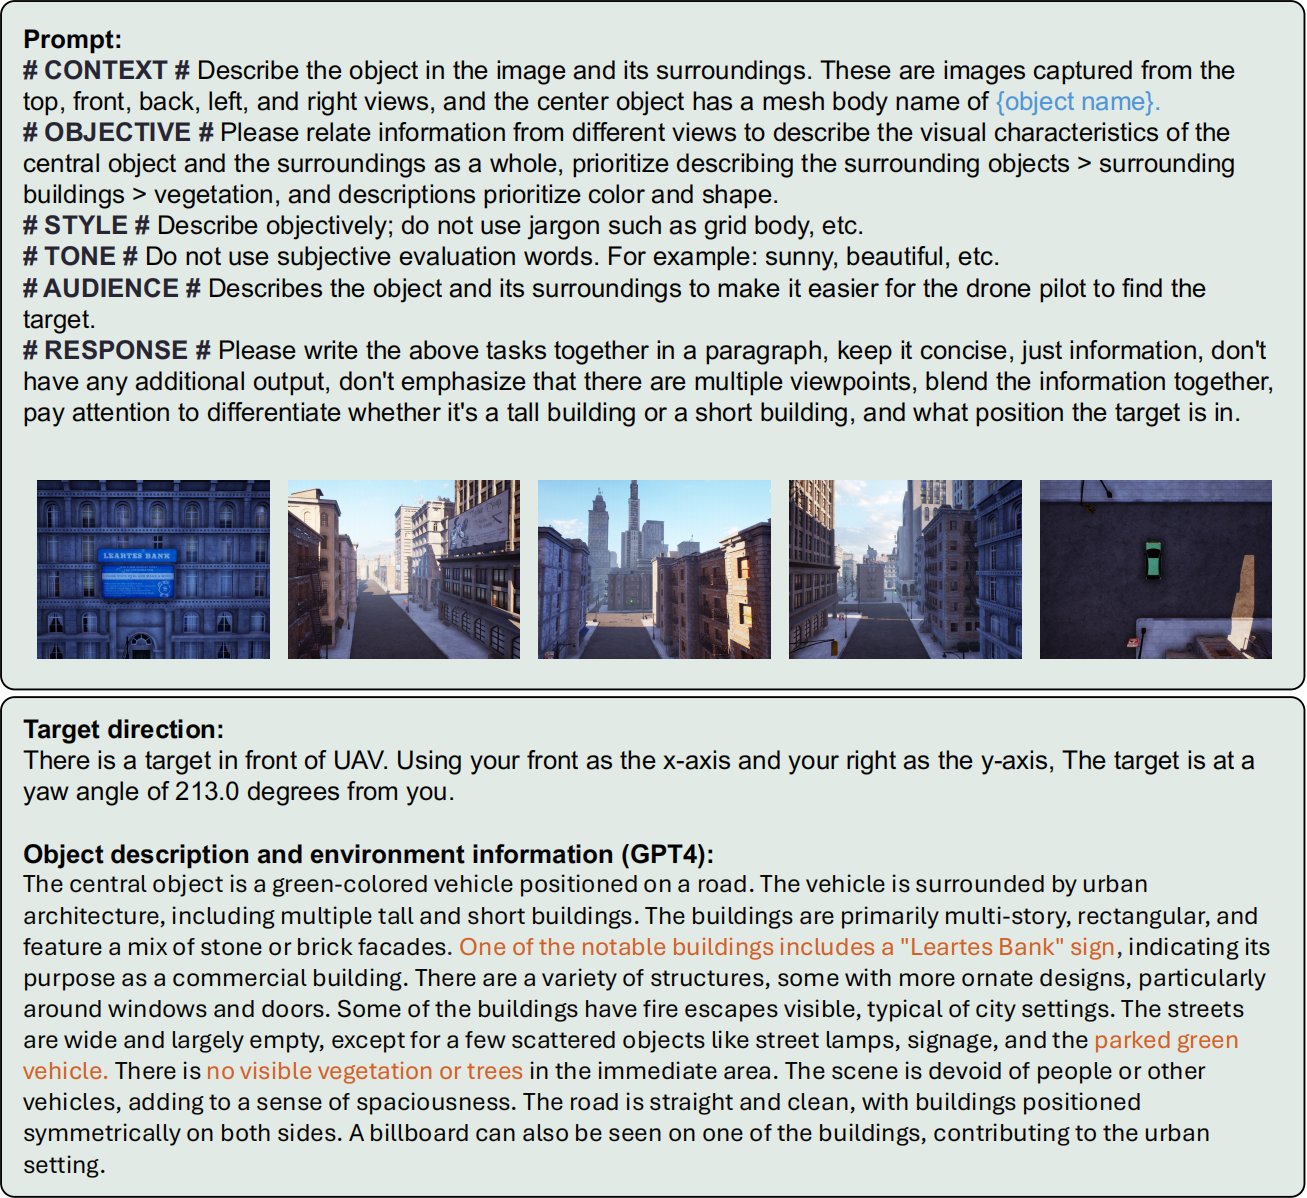 Prompt:
# CONTEXT # Describe the object in the image and its surroundings. These are images captured from the
top, front, back, left, and right views, and the center object has a mesh body name of {object name}.
# OBJECTIVE # Please relate information from different views to describe the visual characteristics of the
central object and the surroundings as a whole, prioritize describing the surrounding objects > surrounding
buildings > vegetation, and descriptions prioritize color and shape.
# STYLE # Describe objectively; do not use jargon such as grid body, etc.
# TONE # Do not use subjective evaluation words. For example: sunny, beautiful, etc.
# AUDIENCE # Describes the object and its surroundings to make it easier for the drone pilot to find the
target.
# RESPONSE # Please write the above tasks together in a paragraph, keep it concise, just information, don't
have any additional output, don't emphasize that there are multiple viewpoints, blend the information together,
pay attention to differentiate whether it's a tall building or a short building, and what position the target is in.
LEARTES BANK
Target direction:
There is a target in front of UAV. Using your front as the x-axis and your right as the y-axis, The target is at a
yaw angle of 213.0 degrees from you.
Object description and environment information (GPT4):
The central object is a green-colored vehicle positioned on a road. The vehicle is surrounded by urban
architecture, including multiple tall and short buildings. The buildings are primarily multi-story, rectangular, and
feature a mix of stone or brick facades. One of the notable buildings includes a "Leartes Bank" sign, indicating its
purpose as a commercial building. There are a variety of structures, some with more ornate designs, particularly
around windows and doors. Some of the buildings have fire escapes visible, typical of city settings. The streets
are wide and largely empty, except for a few scattered objects like street lamps, signage, and the parked green
vehicle. There is no visible vegetation or trees in the immediate area. The scene is devoid of people or other
vehicles, adding to a sense of spaciousness. The road is straight and clean, with buildings positioned
symmetrically on both sides. A billboard can also be seen on one of the buildings, contributing to the urban
setting.